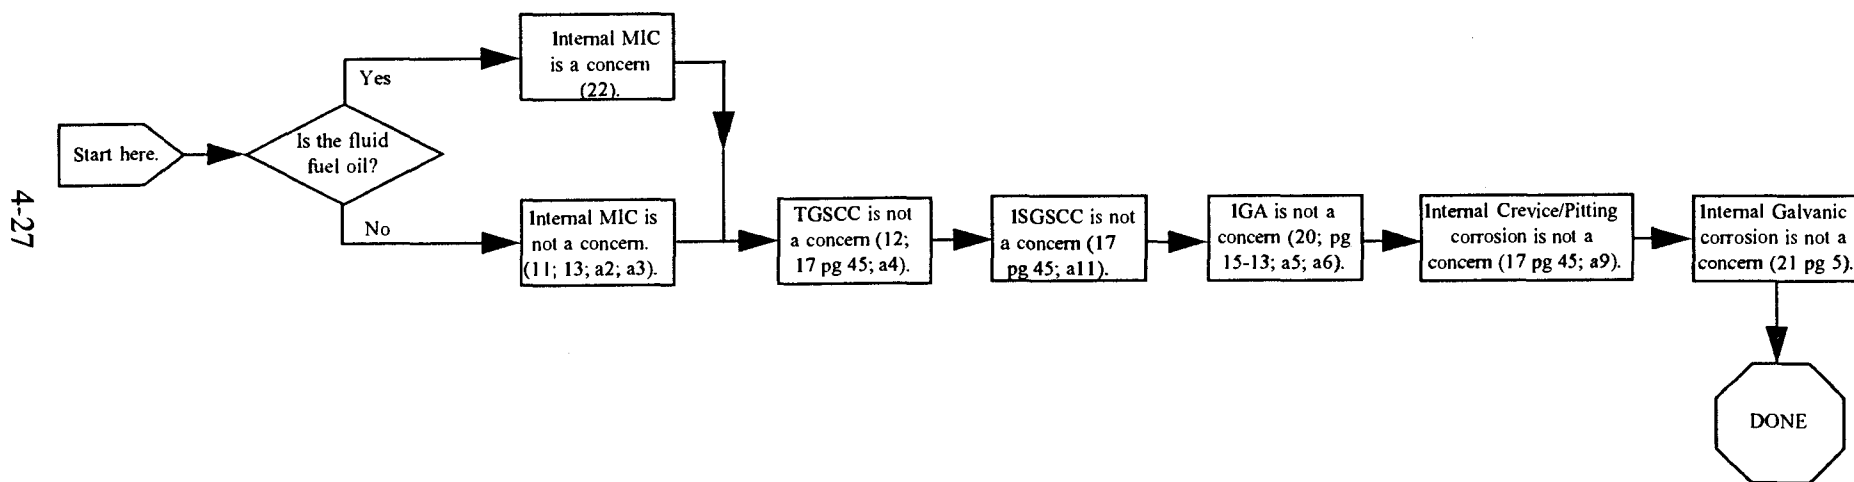 Internal MIC
is a concern
(22).
Yes
Start here.
Is the fluid
fuel oil?
No
Internal MIC is
not a concern.
(11; 13; a2; a3).
TGSCC is not
a concern (12;
17 pg 45; a4).
ISGSCC is not
a concern (17
pg 45; a11).
IGA is not a
concern (20; pg
15-13; a5; a6).
Internal Crevice/Pitting
corrosion is not a
concern (17 pg 45; a9).
Internal Galvanic
corrosion is not a
concern (21 pg 5).
DONE
4-27